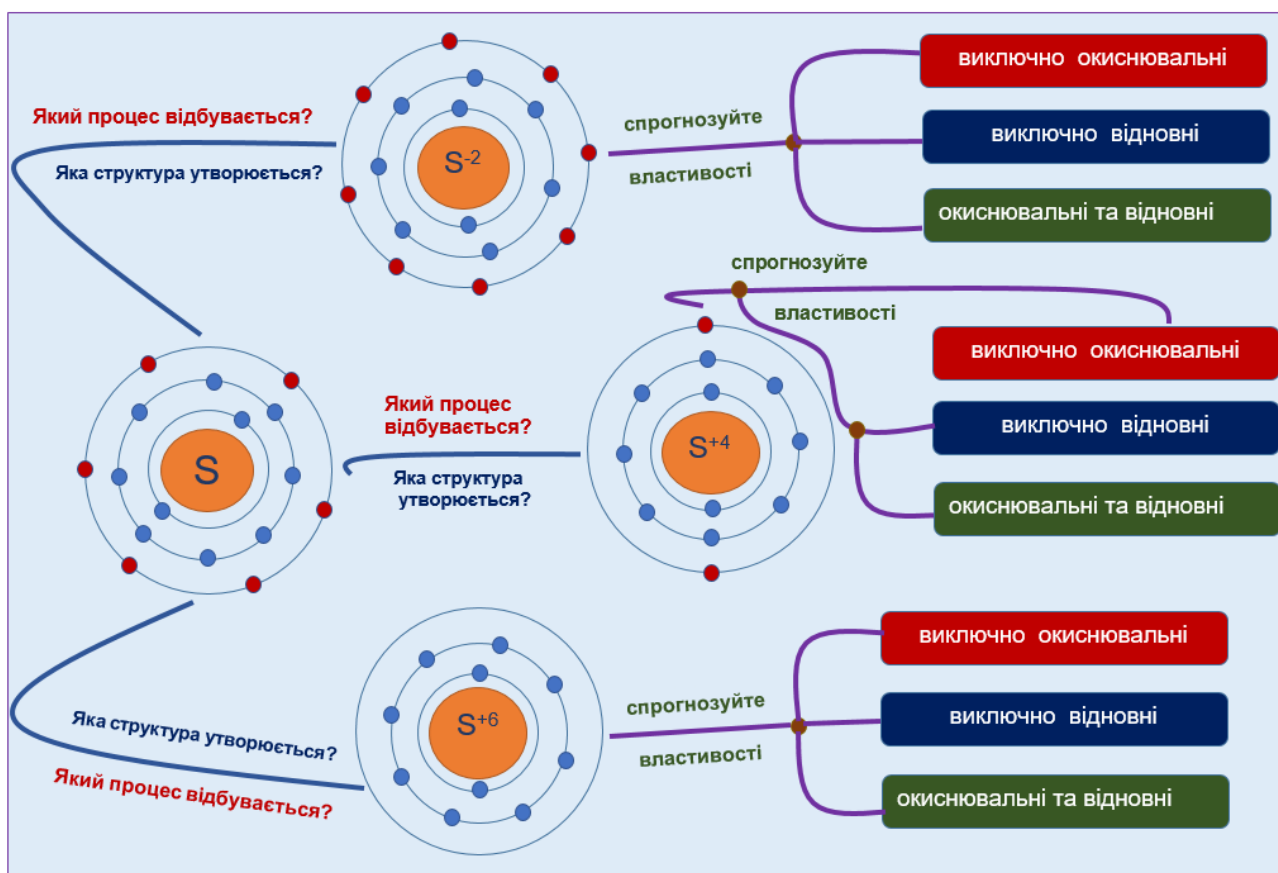 виключно окиснювальні
Який процес відбувається?
спрогнозуйте
виключно відновні
S-2
Яка структура утворюється?
властивості
окиснювальні та відновні
спрогнозуйте
властивості
виключно окиснювальні
Який процес
відбувається?
виключно відновні
S
S+4
Яка структура
утворюється?
окиснювальні та відновні
виключно окиснювальні
спрогнозуйте
Яка структура утворюється?
S+6
виключно відновні
властивості
Який процес відбувається?
окиснювальні та відновні